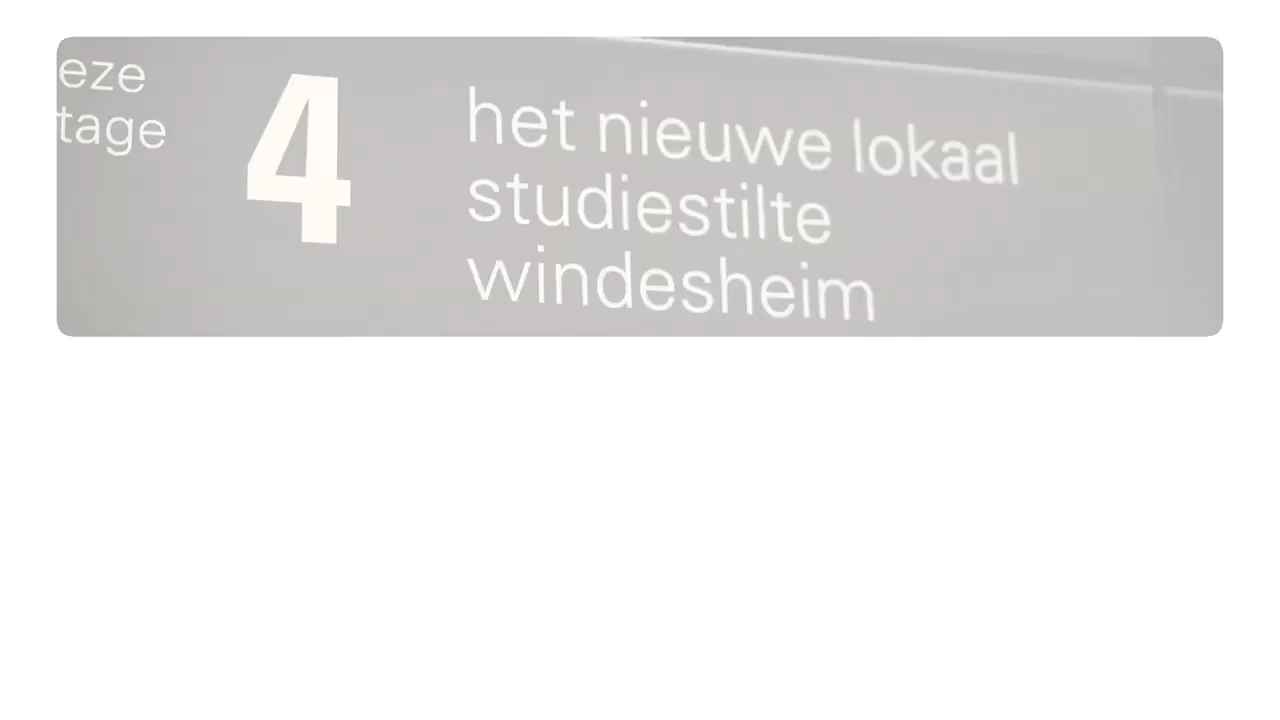 eze
tage
4
het nieuwe lokaal
studiestilte
windesheim